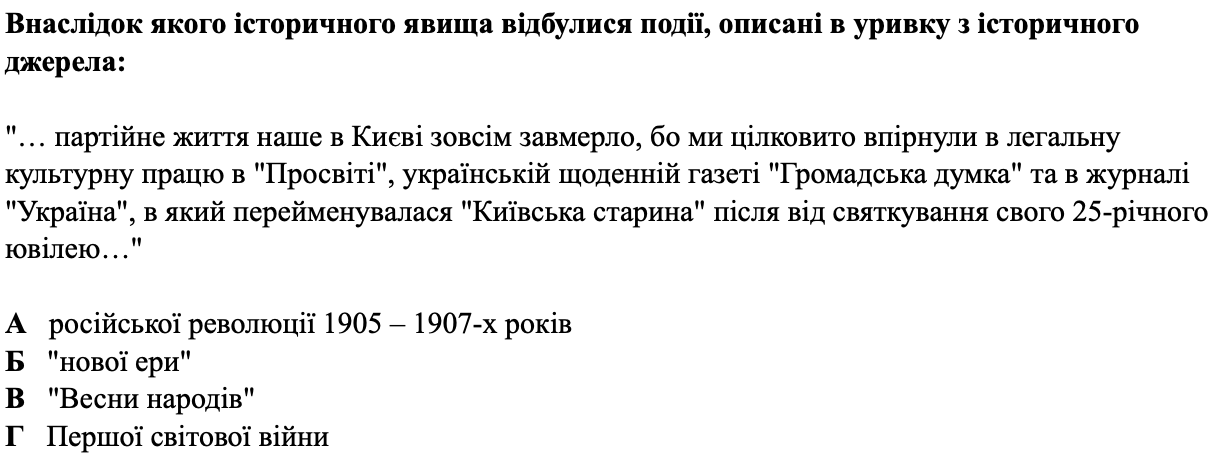 Внаслідок якого історичного явища відбулися події, описані в уривку з історичного
джерела:
"… партійне життя наше в Києві зовсім завмерло, бо ми цілковито впірнули в легальну
культурну працю в "Просвіті", українській щоденній газеті "Громадська думка" та в журналі
"Україна", в який перейменувалася "Київська старина" після від святкування свого 25-річного
ювілею…"
А російської революції 1905 – 1907-х років
Б "нової ери"
В "Весни народів"
Г Першої світової війни